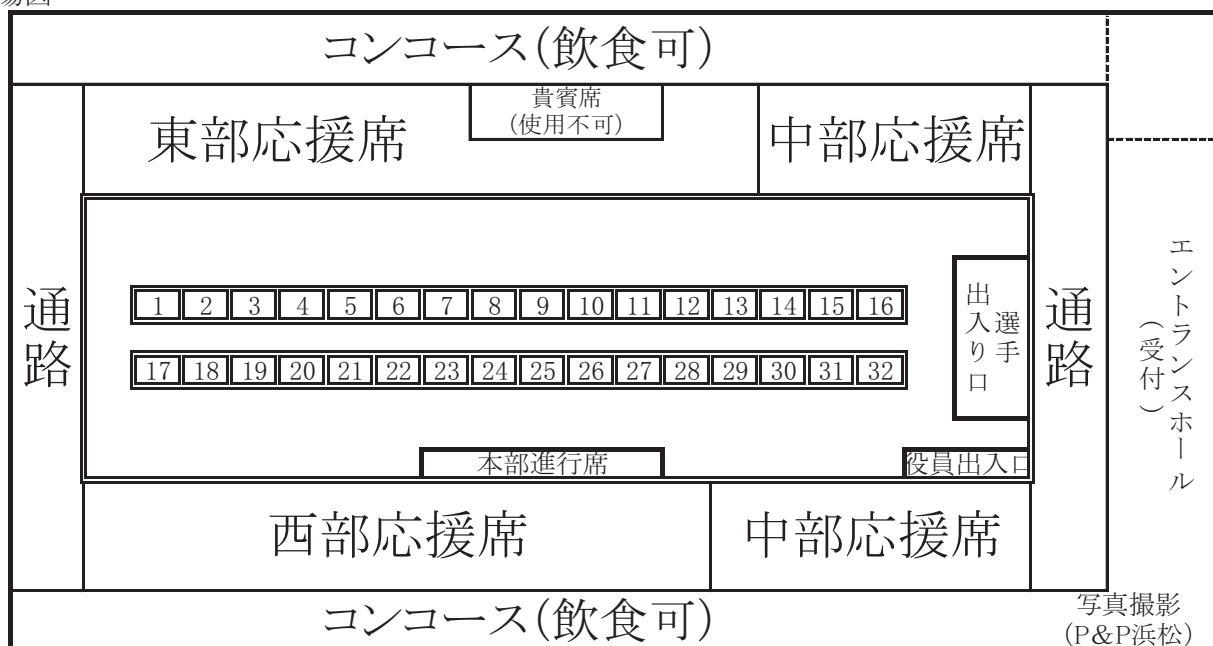 コンコース(飲食可)
貴賓席
(使用不可)
東部応援席
中部応援席
通路
1 2 3 4 5 6 7 8 9 10 11 12 13 14 15 16
17 18 19 20 21 22 23 24 25 26 27 28 29 30 31 32
選手
出入り口
通路
エントランスホール
(受付)
本部進行席
役員出入口
西部応援席
中部応援席
コンコース(飲食可)
写真撮影
(P&P浜松)